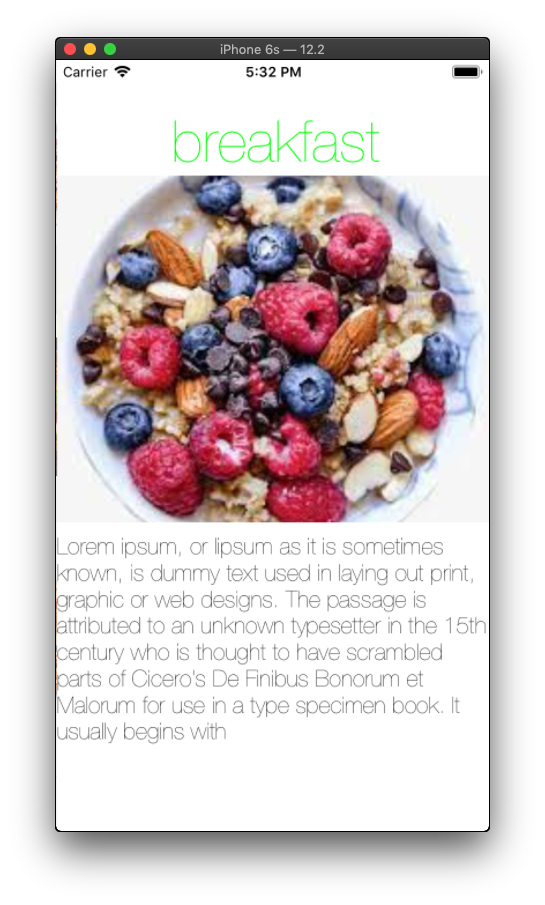 iPhone 6s — 12.2
Carrier 5:32 PM
breakfast
Lorem ipsum, or lipsum as it is sometimes
known, is dummy text used in laying out print,
graphic or web designs. The passage is
attributed to an unknown typesetter in the 15th
century who is thought to have scrambled
parts of Cicero's De Finibus Bonorum et
Malorum for use in a type specimen book. It
usually begins with